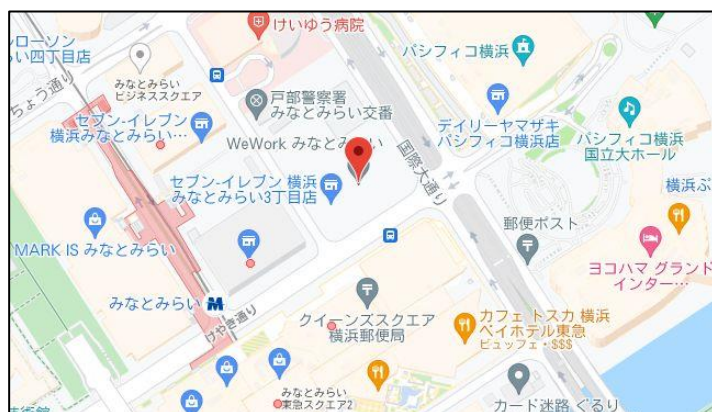 けいゆう病院
ローソン
い四丁目店
みなとみらい
ビジネススクエア
パシフィコ横浜
ちょう通り
戸部警察署
みなとみらい交番
セブン-イレブン
横浜みなとみらい…
WeWork みなとみらい
国際大通り
デイリーヤマザキ
パシフィコ横浜店
パシフィコ横浜
国立大ホール
セブン-イレブン 横浜
みなとみらい3丁目店
横浜ぷ
MARK IS みなとみらい
郵便ポスト
ヨコハマ グランド
インター…
みなとみらい
けやき通り
クイーンズスクエア
横浜郵便局
カフェ トスカ 横浜
ベイホテル東急
ビュッフェ・$$$
みなとみらい
東急スクエア2
カード迷路 ぐるり
術館